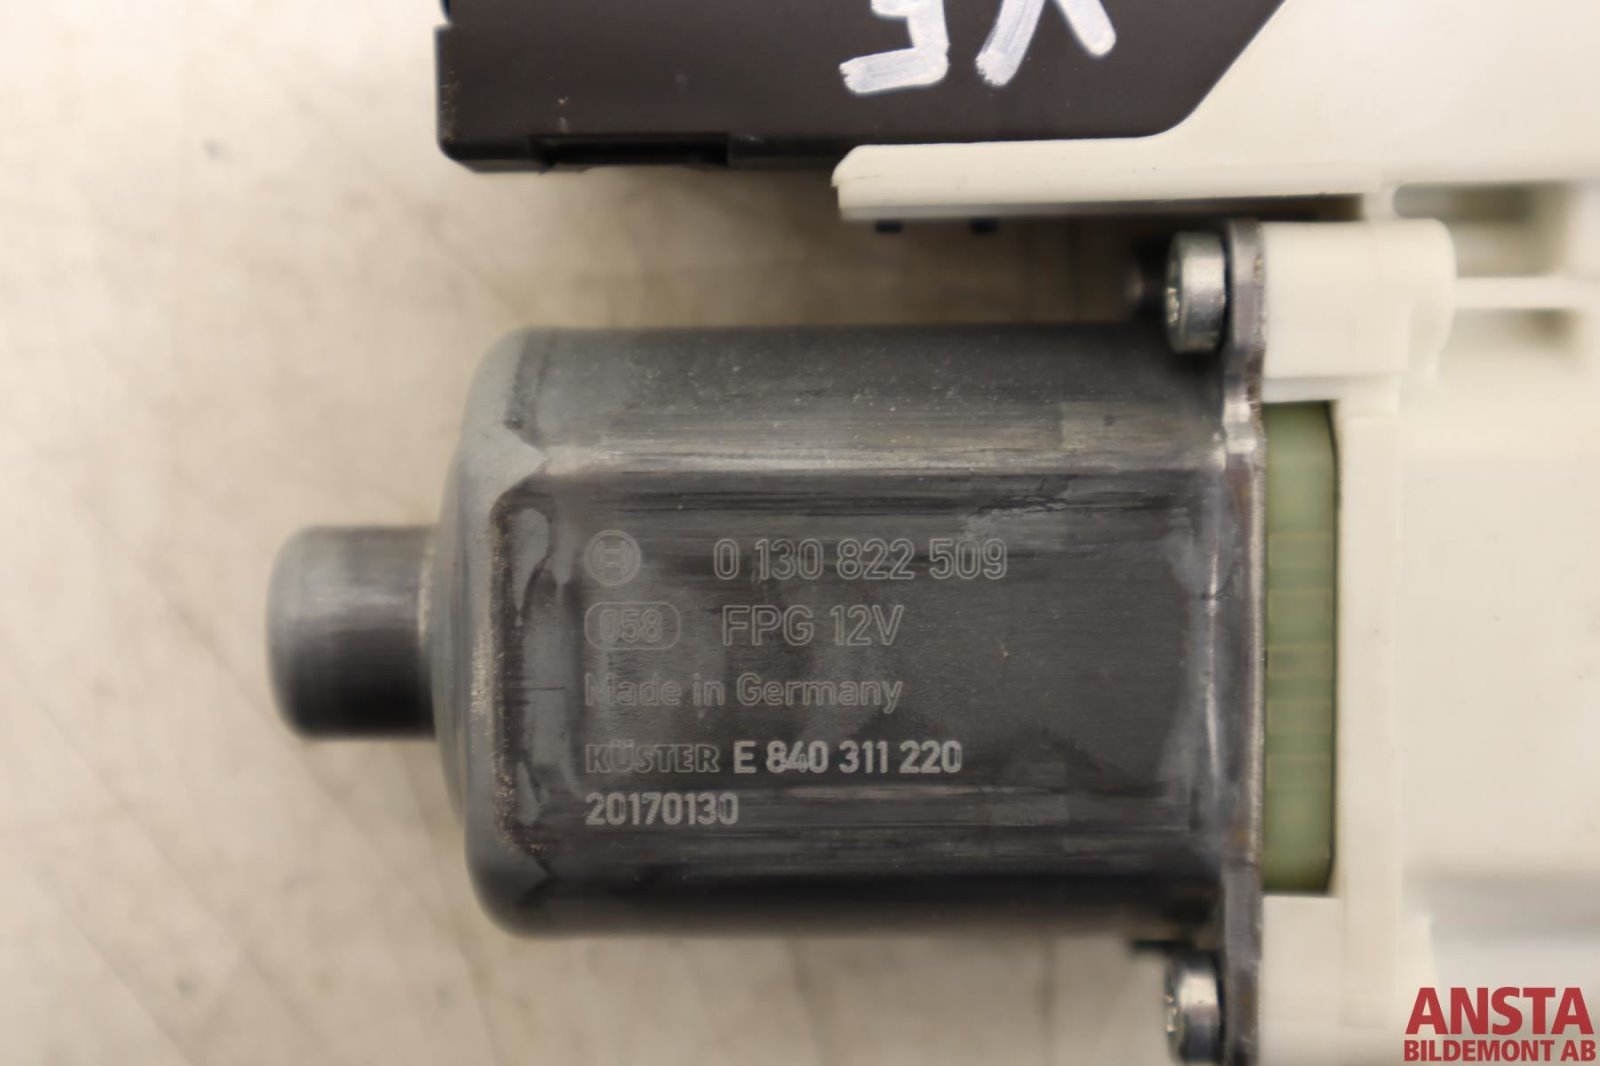 VF
0 130 822 509
058 FPG 12V
Made in Germany
KÜSTER E 840 311 220
20170130
ANSTA
BILDEMONT AB